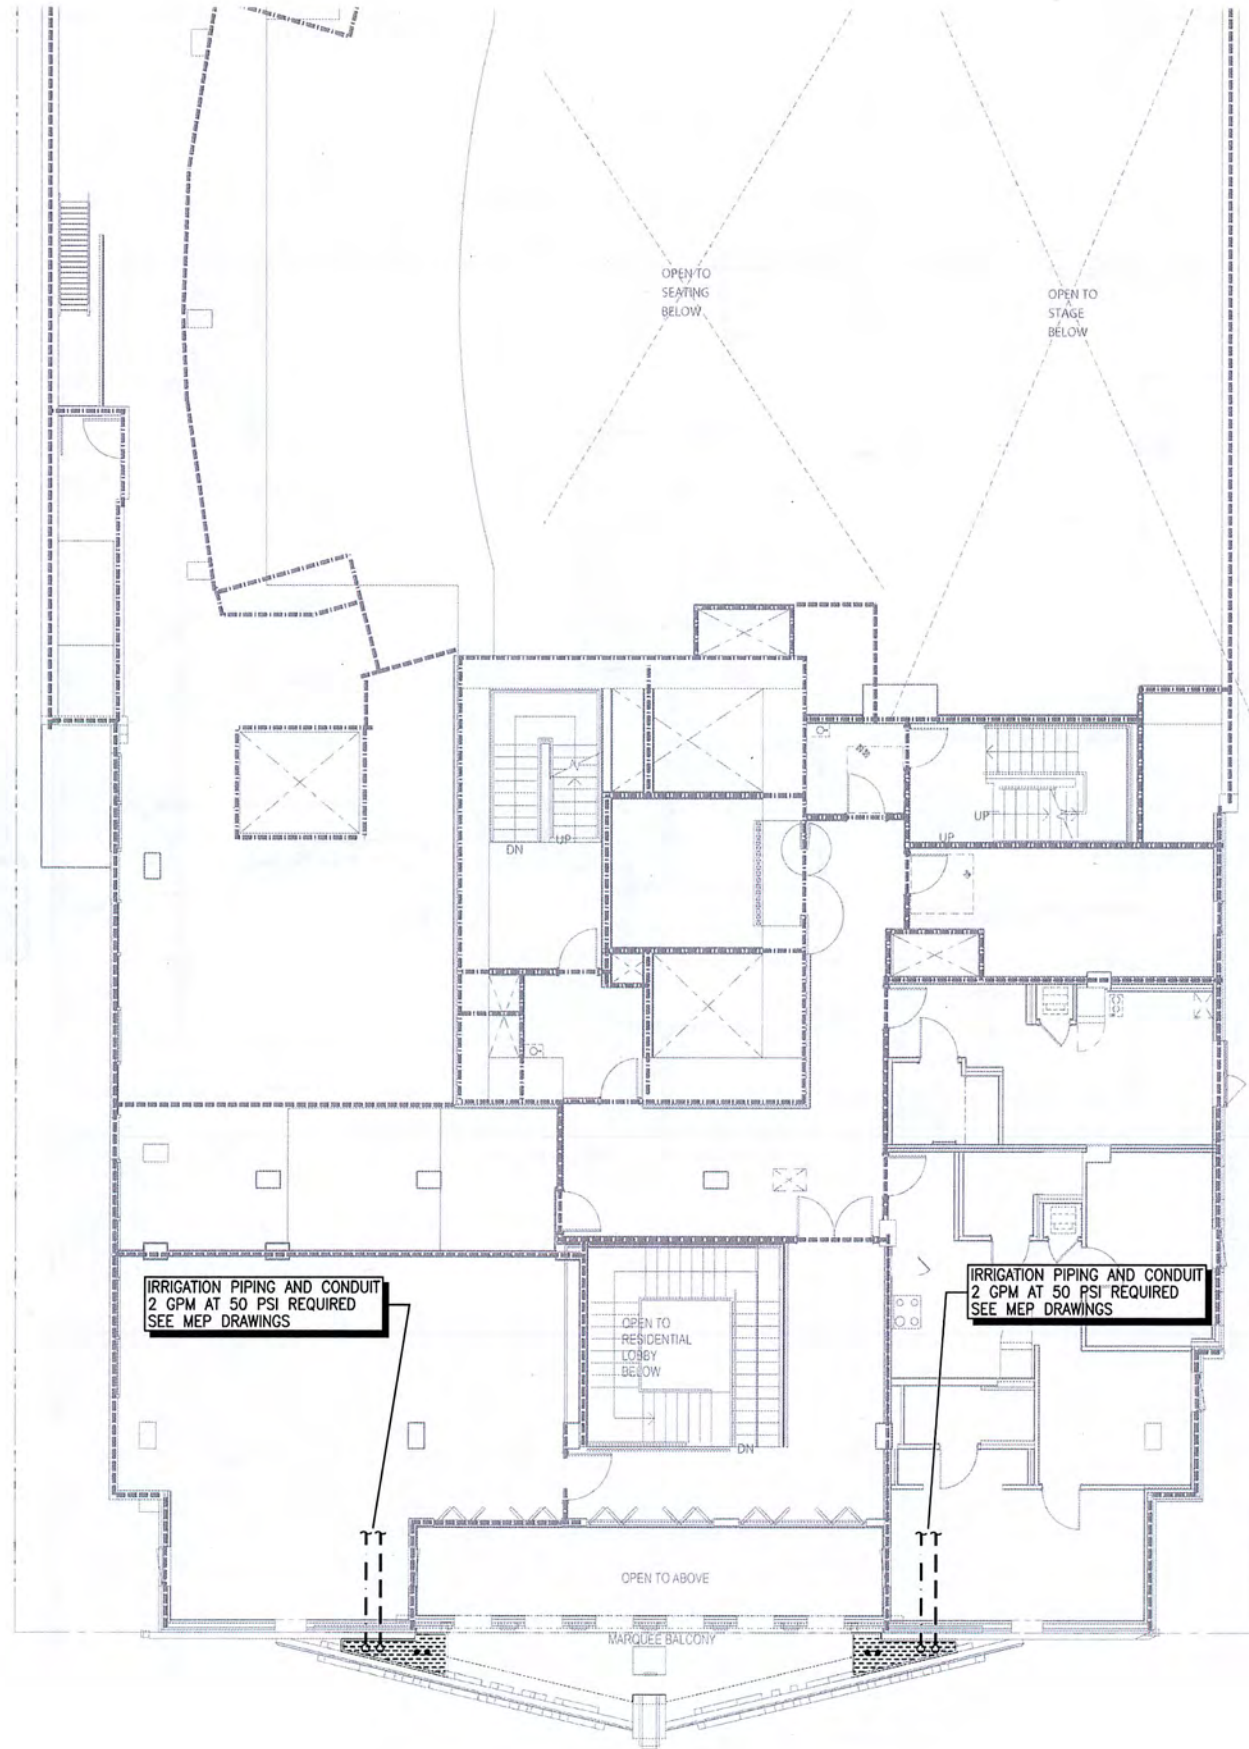 OPEN TO
SEATING
BELOW
OPEN TO
STAGE
BELOW
DN
UP
UP
UP
IRRIGATION PIPING AND CONDUIT
2 GPM AT 50 PSI REQUIRED
SEE MEP DRAWINGS
IRRIGATION PIPING AND CONDUIT
2 GPM AT 50 PSI REQUIRED
SEE MEP DRAWINGS
OPEN TO
RESIDENTIAL
LOBBY
BELOW
DN
OPEN TO ABOVE
MARQUEE BALCONY